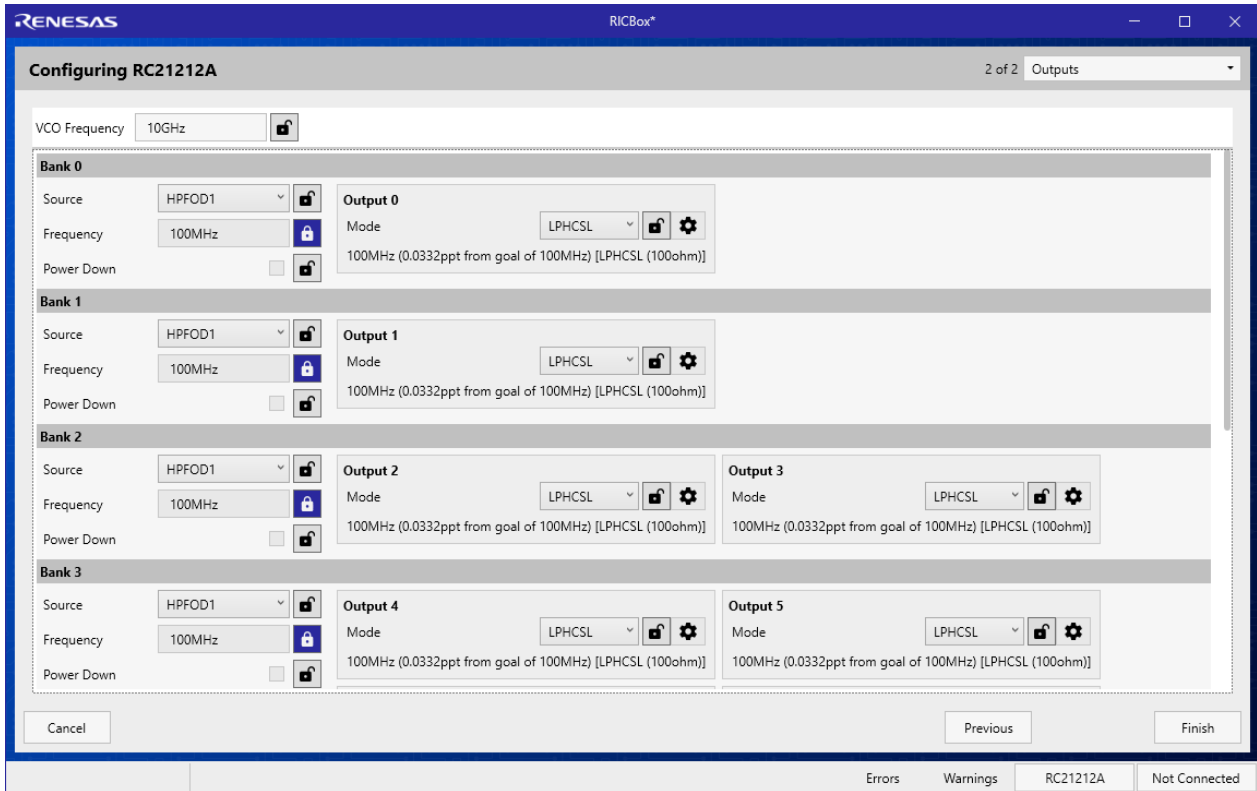 RENESAS
RICBox*
Configuring RC21212A
2 of 2 Outputs
VCO Frequency 10GHz
Bank 0
Source HPFOD1
Frequency 100MHz
Power Down
Output 0
Mode LPHCSL
100MHz (0.0332ppt from goal of 100MHz) [LPHCSL (100ohm)]
Bank 1
Source HPFOD1
Frequency 100MHz
Power Down
Output 1
Mode LPHCSL
100MHz (0.0332ppt from goal of 100MHz) [LPHCSL (100ohm)]
Bank 2
Source HPFOD1
Frequency 100MHz
Power Down
Output 2
Mode LPHCSL
100MHz (0.0332ppt from goal of 100MHz) [LPHCSL (100ohm)]
Output 3
Mode LPHCSL
100MHz (0.0332ppt from goal of 100MHz) [LPHCSL (100ohm)]
Bank 3
Source HPFOD1
Frequency 100MHz
Power Down
Output 4
Mode LPHCSL
100MHz (0.0332ppt from goal of 100MHz) [LPHCSL (100ohm)]
Output 5
Mode LPHCSL
100MHz (0.0332ppt from goal of 100MHz) [LPHCSL (100ohm)]
Cancel
Previous
Finish
Errors
Warnings
RC21212A
Not Connected